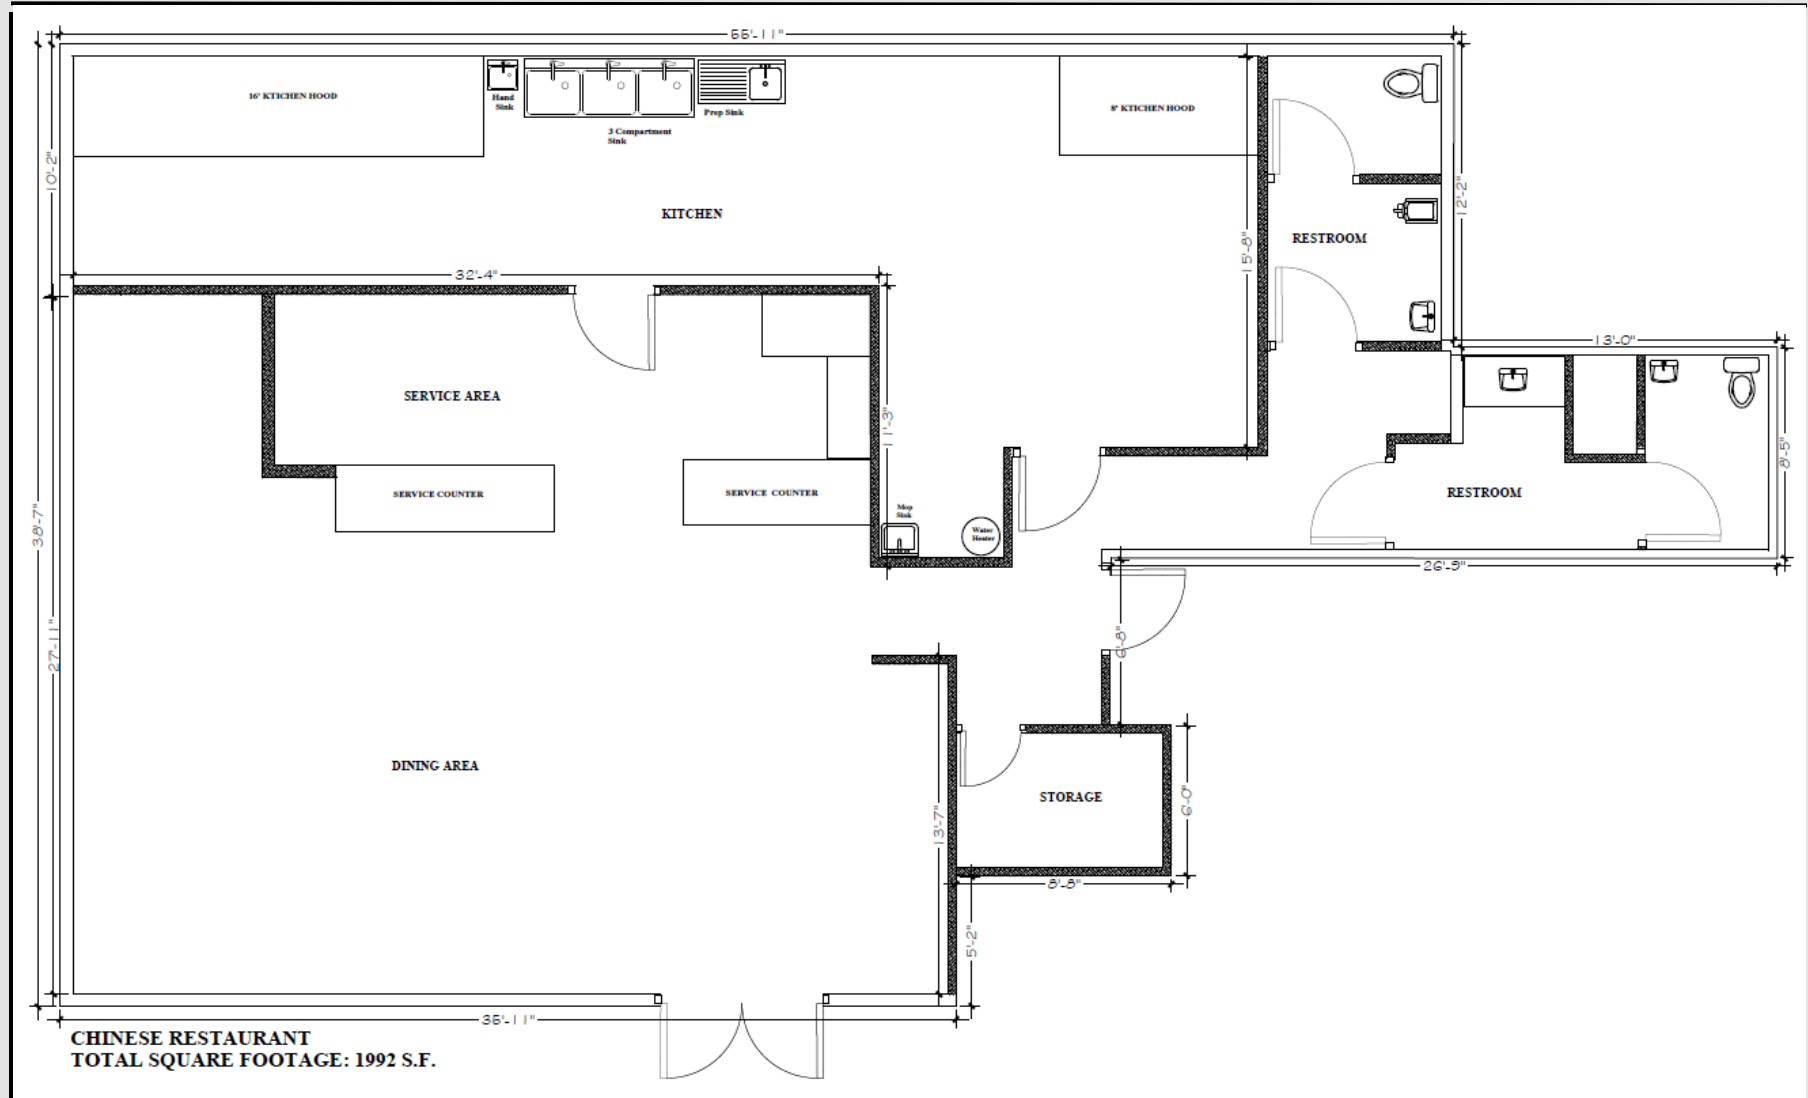 55'-11"
Hand
Sink
3 Compartment
Sink
Prep Sink
16' KTICHEN HOOD
8' KTICHEN HOOD
10'-2"
12'-2"
KITCHEN
15'-8"
RESTROOM
32'-4"
13'-0"
SERVICE AREA
11'-3"
8'-5"
SERVICE COUNTER
SERVICE COUNTER
RESTROOM
Mop
Sink
Water
Heater
38'-7"
26'-9"
27'-11"
6'-8"
DINING AREA
STORAGE
6'-0"
13'-7"
8'-8"
5'-2"
35'-11"
CHINESE RESTAURANT
TOTAL SQUARE FOOTAGE: 1992 S.F.